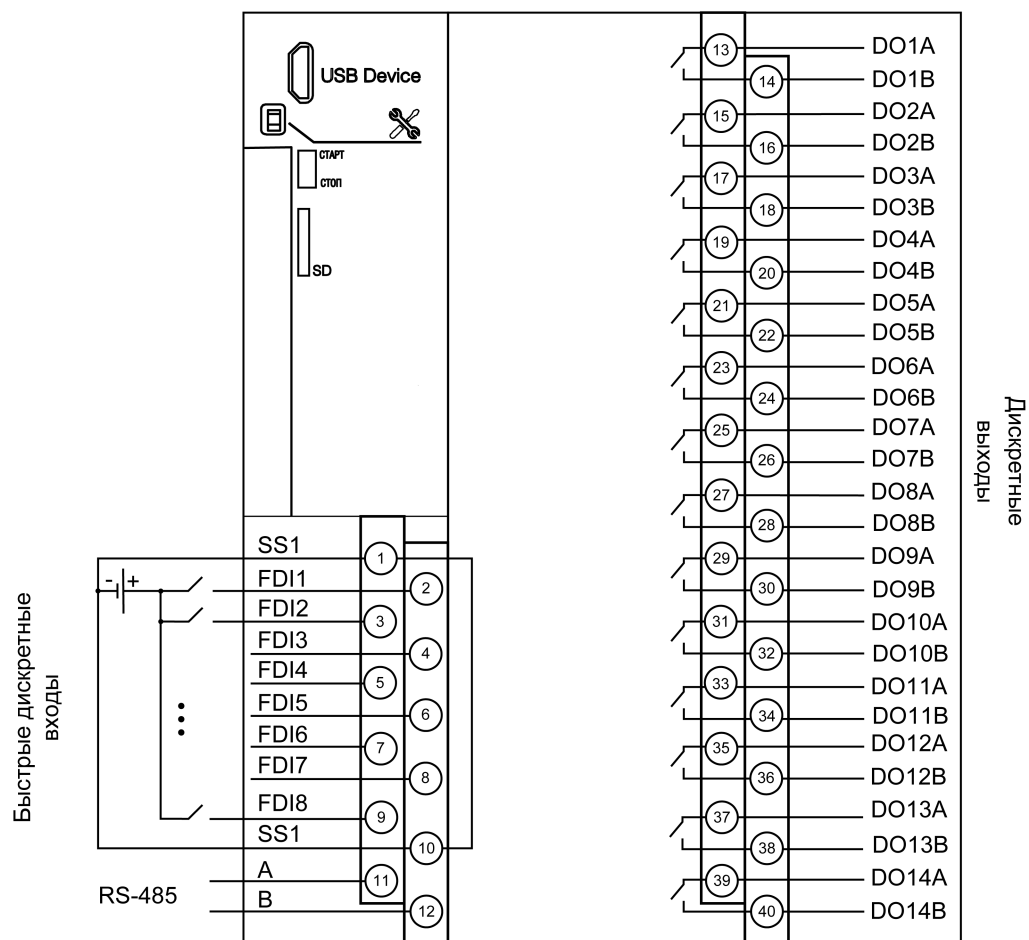 USB Device
СТАРТ
СТОП
SD
Быстрые дискретные
входы
- +
SS1
1
FDI1
2
FDI2
3
FDI3
4
FDI4
5
FDI5
6
FDI6
7
FDI7
8
FDI8
9
SS1
10
RS-485
A
11
B
12
13 DO1A
14 DO1B
15 DO2A
16 DO2B
17 DO3A
18 DO3B
19 DO4A
20 DO4B
21 DO5A
22 DO5B
23 DO6A
24 DO6B
25 DO7A
26 DO7B
27 DO8A
28 DO8B
29 DO9A
30 DO9B
31 DO10A
32 DO10B
33 DO11A
34 DO11B
35 DO12A
36 DO12B
37 DO13A
38 DO13B
39 DO14A
40 DO14B
Дискретные
выходы